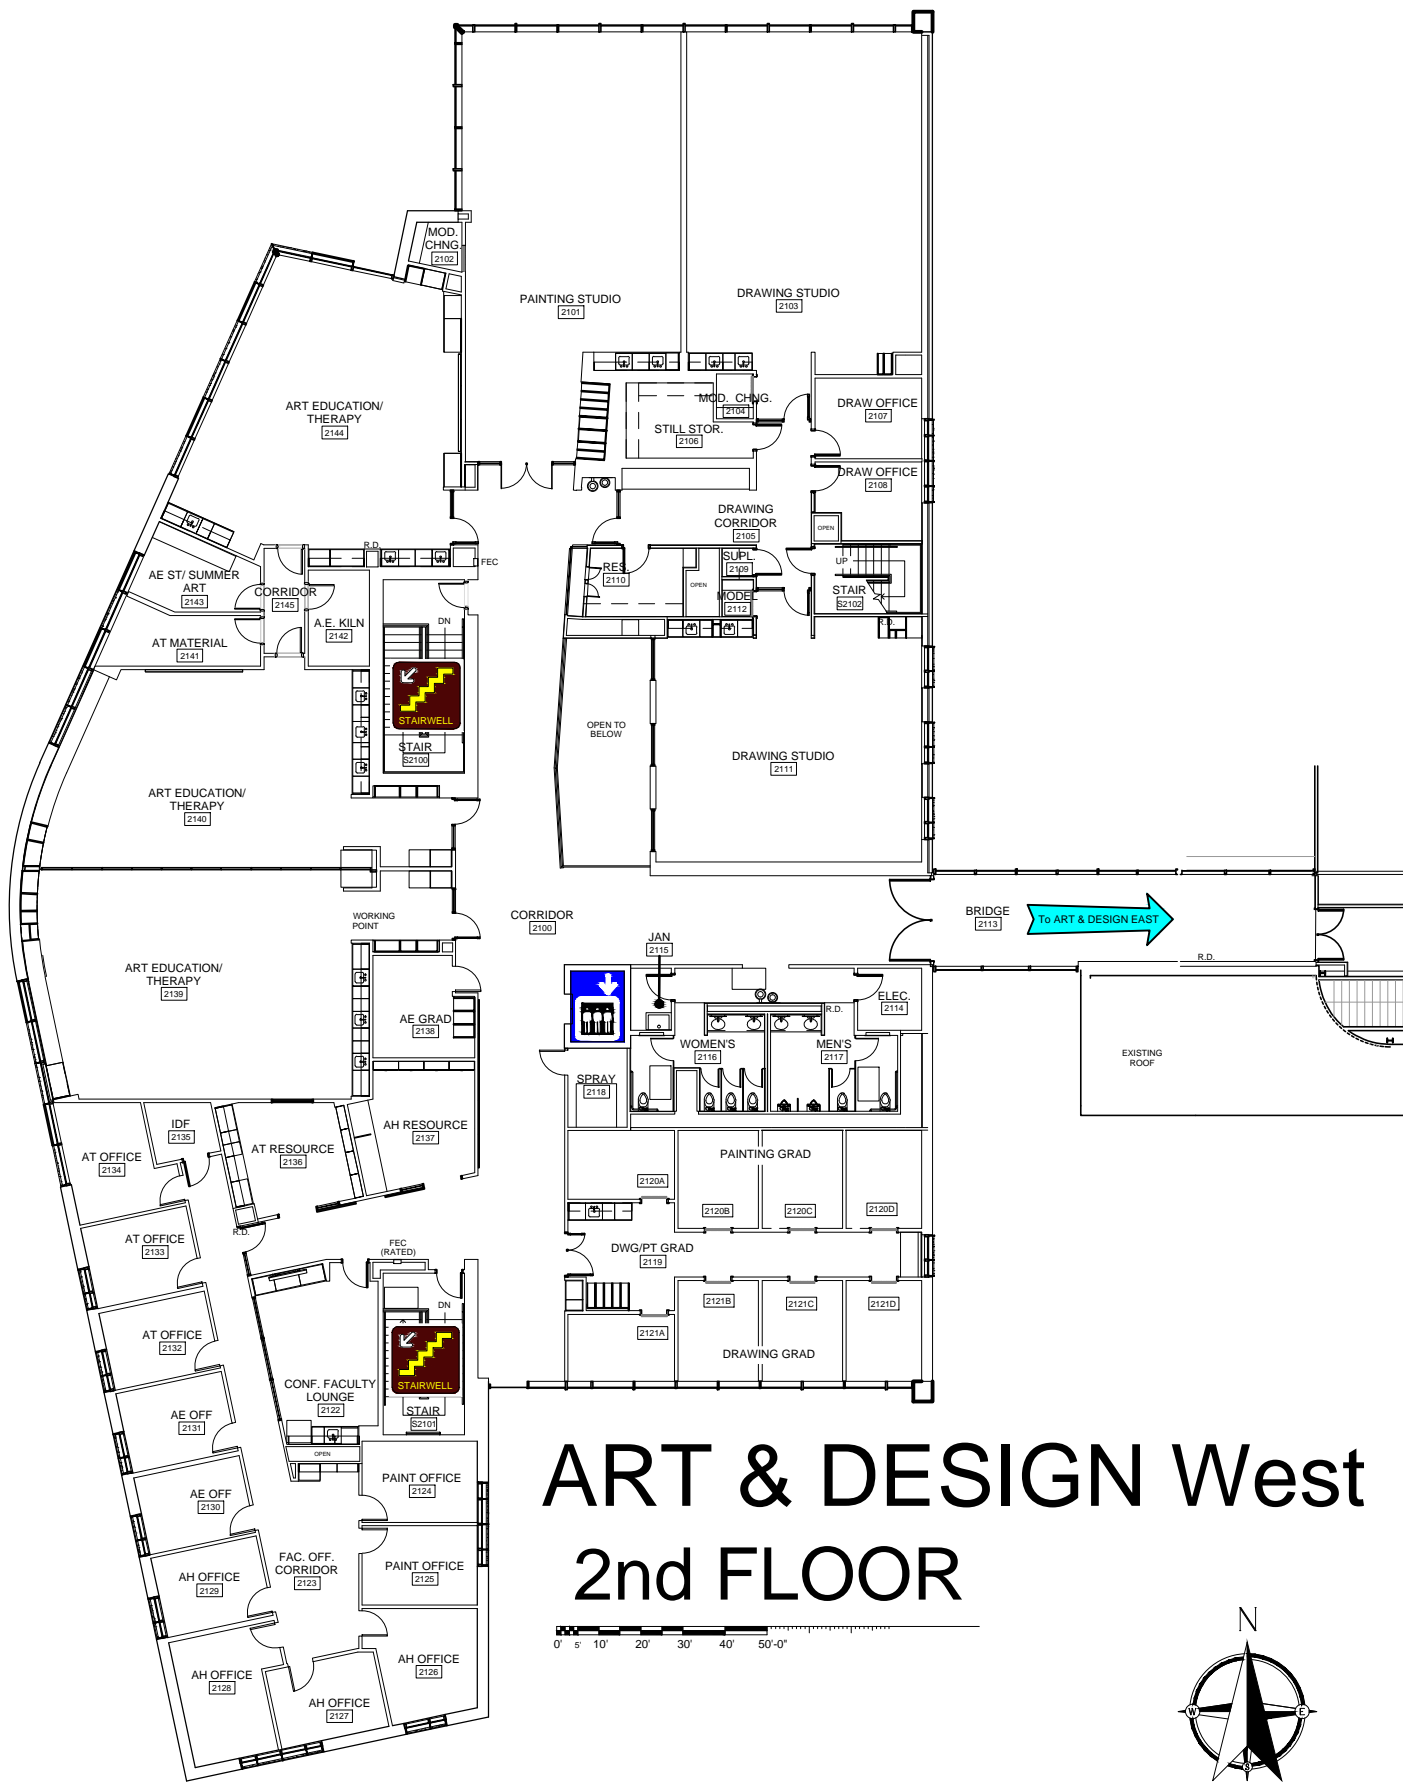 MOD.
CHNG.
2102
PAINTING STUDIO
2101
DRAWING STUDIO
2103
ART EDUCATION/
THERAPY
2144
MOD. CHNG.
2104
DRAW OFFICE
2107
STILL STOR.
2106
DRAW OFFICE
2108
DRAWING
CORRIDOR
2105
OPEN
R.D.
FEC
AE ST/ SUMMER
ART
2143
CORRIDOR
2145
RES.
2110
OPEN
SUPL.
2109
MODEL
2112
UP
STAIR
S2102
R.D.
A.E. KILN
2142
DN
AT MATERIAL
2141
STAIRWELL
STAIR
S2100
OPEN TO
BELOW
DRAWING STUDIO
2111
ART EDUCATION/
THERAPY
2140
WORKING
POINT
CORRIDOR
2100
BRIDGE
2113
To ART & DESIGN EAST
R.D.
JAN
2115
ART EDUCATION/
THERAPY
2139
AE GRAD
2138
ELEC.
2114
R.D.
WOMEN'S
2116
MEN'S
2117
EXISTING
ROOF
SPRAY
2118
IDF
2135
AH RESOURCE
2137
AT OFFICE
2134
AT RESOURCE
2136
PAINTING GRAD
2120A
2120B
2120C
2120D
R.D.
AT OFFICE
2133
FEC
(RATED)
DWG/PT GRAD
2119
DN
2121B
2121C
2121D
2121A
AT OFFICE
2132
DRAWING GRAD
STAIRWELL
CONF. FACULTY
LOUNGE
2122
STAIR
S2101
AE OFF
2131
OPEN
PAINT OFFICE
2124
AE OFF
2130
ART & DESIGN West
2nd FLOOR
FAC. OFF.
CORRIDOR
2123
PAINT OFFICE
2125
AH OFFICE
2129
0' 5' 10' 20' 30' 40' 50'-0"
AH OFFICE
2126
AH OFFICE
2128
AH OFFICE
2127
N
W
E
S